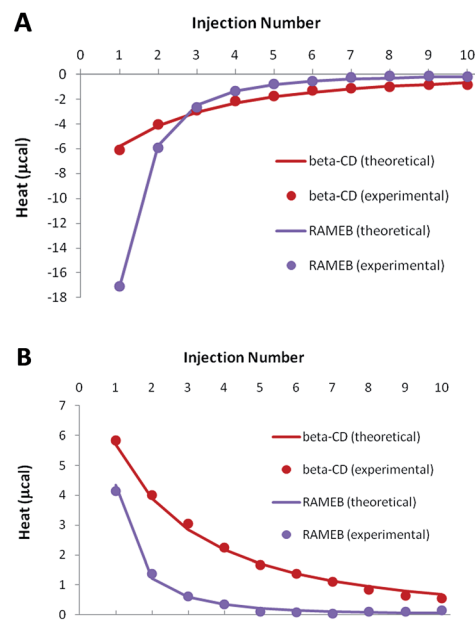 A
Injection Number
0 1 2 3 4 5 6 7 8 9 10
0
-2
-4
-6
-8
-10
-12
-14
-16
-18
Heat (μcal)
beta-CD (theoretical)
beta-CD (experimental)
RAMEB (theoretical)
RAMEB (experimental)
B
Injection Number
0 1 2 3 4 5 6 7 8 9 10
7
6
5
4
3
2
1
0
Heat (μcal)
beta-CD (theoretical)
beta-CD (experimental)
RAMEB (theoretical)
RAMEB (experimental)